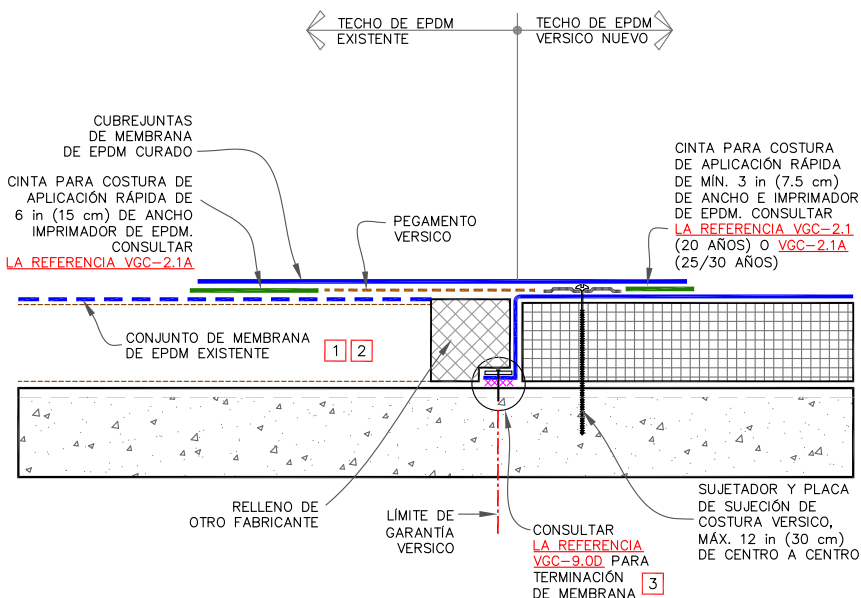 TECHO DE EPDM
EXISTENTE
TECHO DE EPDM
VERSICO NUEVO
CUBREJUNTAS
DE MEMBRANA
DE EPDM CURADO
CINTA PARA COSTURA DE
APLICACIÓN RÁPIDA DE
6 in (15 cm) DE ANCHO
IMPRIMADOR DE EPDM.
CONSULTAR
LA REFERENCIA VGC-2.1A
PEGAMENTO
VERSICO
CINTA PARA COSTURA
DE APLICACIÓN RÁPIDA
DE MÍN. 3 in (7.5 cm)
DE ANCHO E IMPRIMADOR
DE EPDM. CONSULTAR
LA REFERENCIA VGC-2.1
(20 AÑOS) O VGC-2.1A
(25/30 AÑOS)
CONJUNTO DE MEMBRANA
DE EPDM EXISTENTE
1 2
RELLENO DE
OTRO FABRICANTE
LÍMITE DE
GARANTÍA
VERSICO
CONSULTAR
LA REFERENCIA
VGC-9.0D PARA
TERMINACIÓN
DE MEMBRANA 3
SUJETADOR Y PLACA
DE SUJECIÓN DE
COSTURA VERSICO,
MÁX. 12 in (30 cm)
DE CENTRO A CENTRO